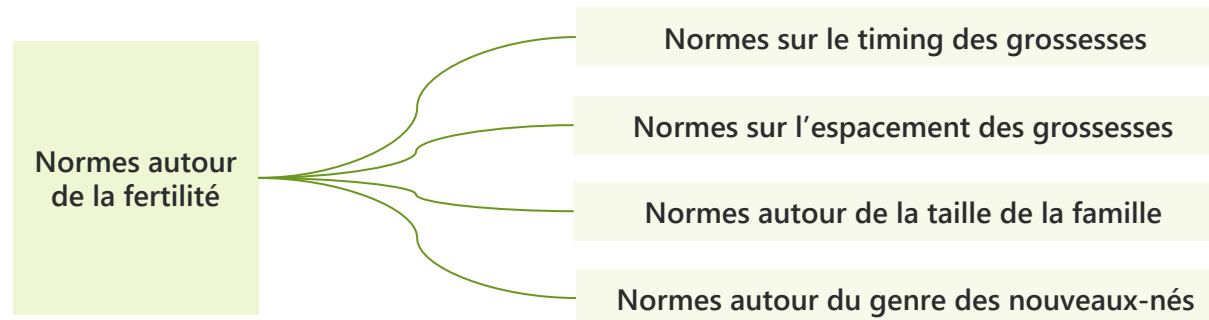 Normes autour
de la fertilité
Normes sur le timing des grossesses
Normes sur l’espacement des grossesses
Normes autour de la taille de la famille
Normes autour du genre des nouveaux-nés